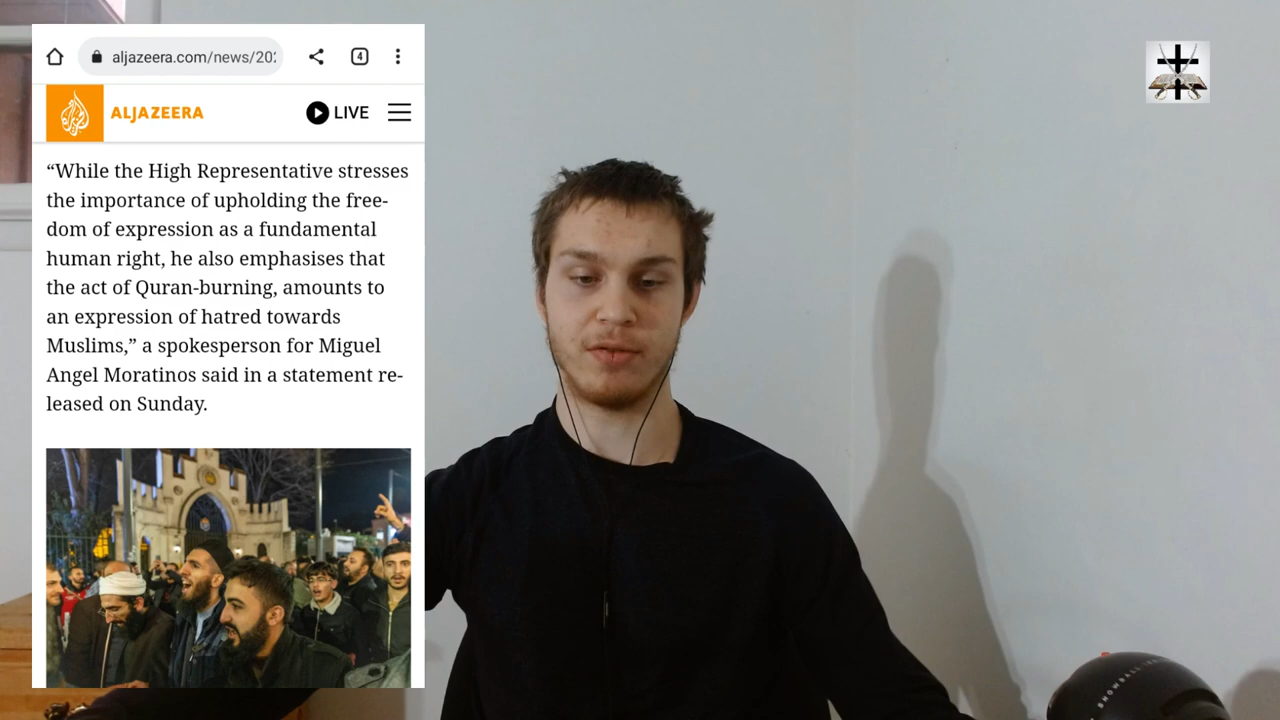 aljazeera.com/news/202
4
ALJAZEERA
LIVE
“While the High Representative stresses
the importance of upholding the free-
dom of expression as a fundamental
human right, he also emphasises that
the act of Quran-burning, amounts to
an expression of hatred towards
Muslims,” a spokesperson for Miguel
Angel Moratinos said in a statement re-
leased on Sunday.
SNOWBALL